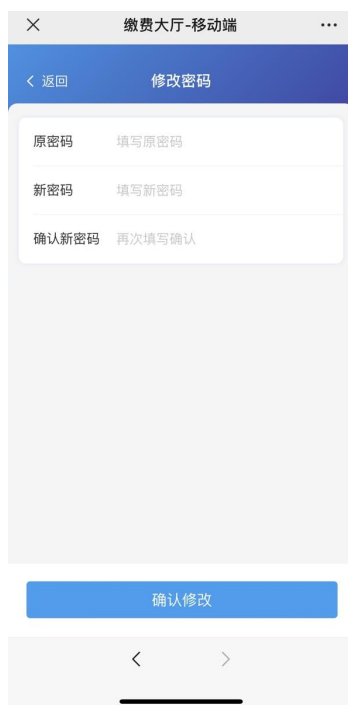 缴费大厅-移动端
返回
修改密码
原密码 填写原密码
新密码 填写新密码
确认新密码 再次填写确认
确认修改